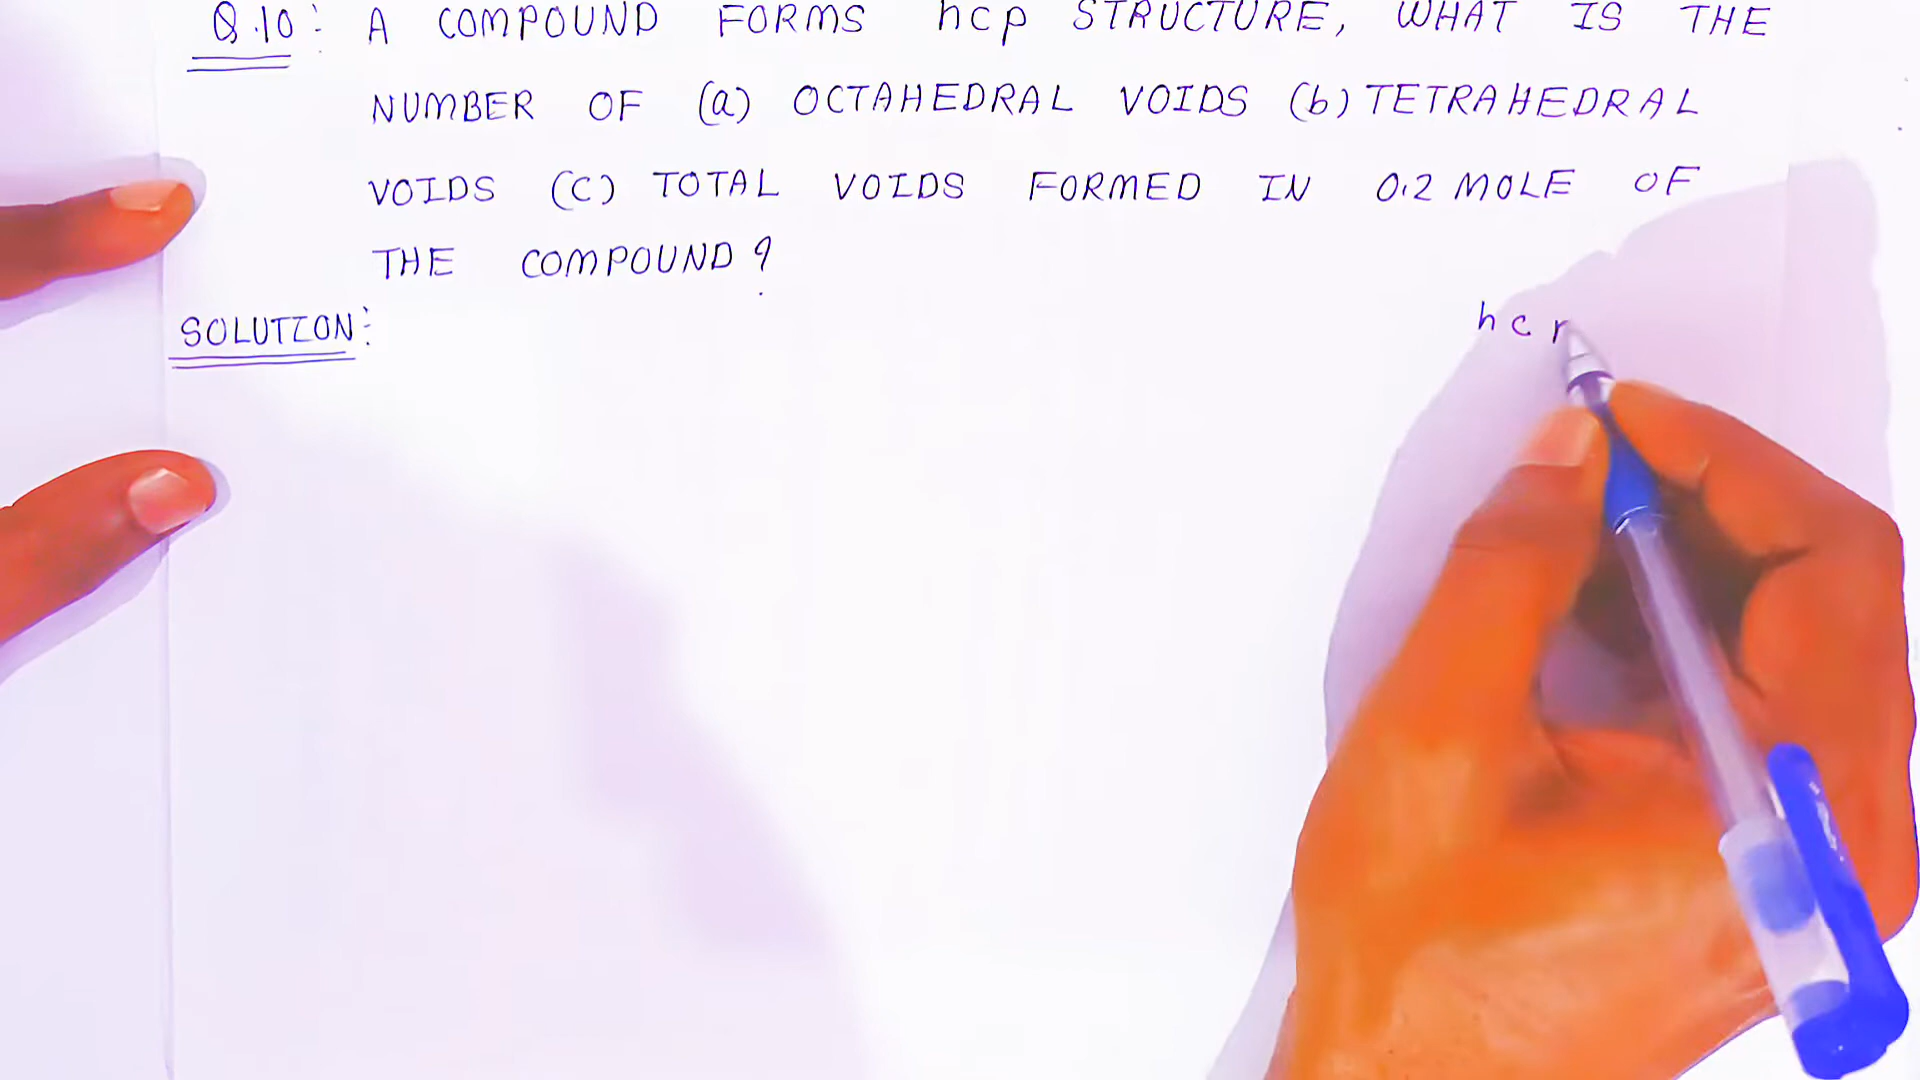 Q.10: A COMPOUND FORMS hcp STRUCTURE, WHAT IS THE
NUMBER OF (a) OCTAHEDRAL VOIDS (b) TETRAHEDRAL
VOIDS (C) TOTAL VOIDS FORMED IN 0.2 MOLE OF
THE COMPOUND?
SOLUTION:
hc